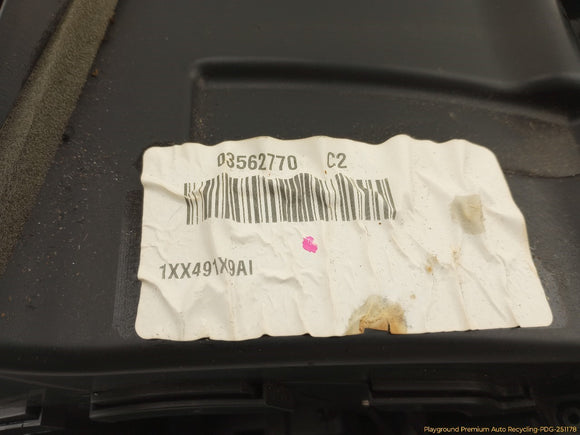 03562770 C2
1XX491X9AI
Playground Premium Auto Recycling-PDG-251178